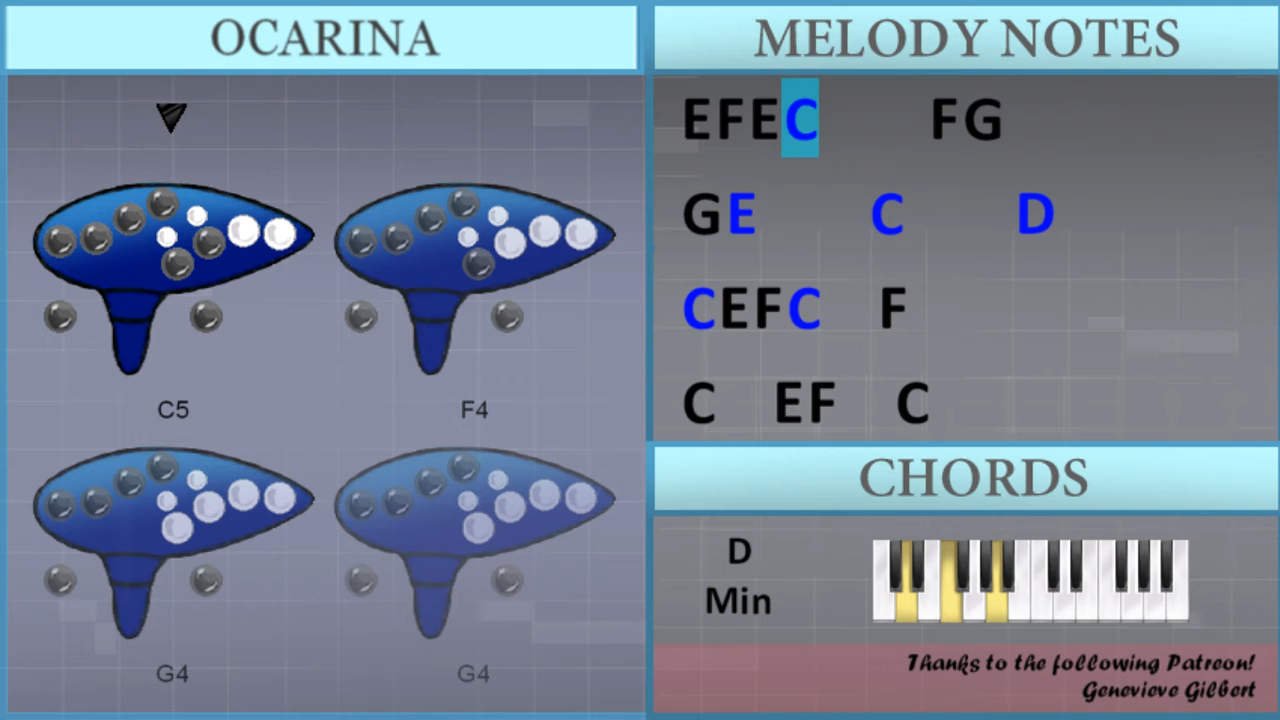 OCARINA
C5 F4
G4 G4
MELODY NOTES
EFEC FG
GE C D
CEFC F
C EF C
CHORDS
D
Min
Thanks to the following Patreon!
Genevieve Gilbert